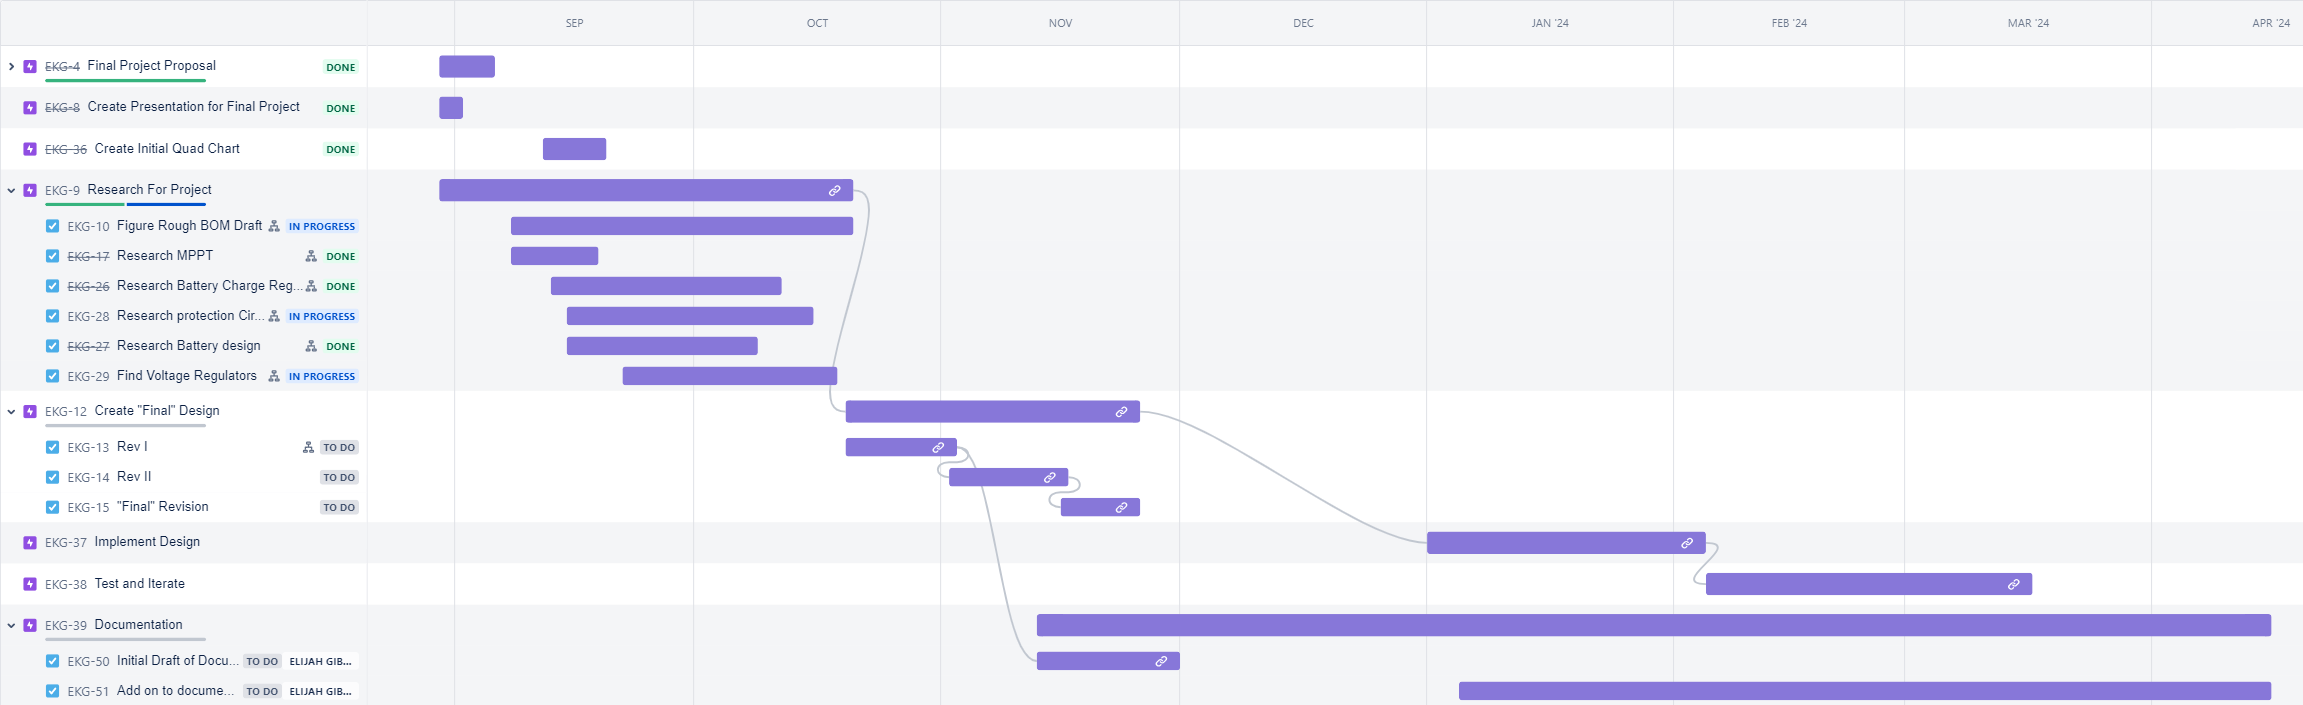 SEP OCT NOV DEC JAN '24 FEB '24 MAR '24 APR '24
EKG-4 Final Project Proposal DONE
EKG-8 Create Presentation for Final Project DONE
EKG-36 Create Initial Quad Chart DONE
EKG-9 Research For Project
EKG-10 Figure Rough BOM Draft IN PROGRESS
EKG-17 Research MPPT DONE
EKG-26 Research Battery Charge Reg... DONE
EKG-28 Research protection Cir... IN PROGRESS
EKG-27 Research Battery design DONE
EKG-29 Find Voltage Regulators IN PROGRESS
EKG-12 Create "Final" Design
EKG-13 Rev I TO DO
EKG-14 Rev II TO DO
EKG-15 "Final" Revision TO DO
EKG-37 Implement Design
EKG-38 Test and Iterate
EKG-39 Documentation
EKG-50 Initial Draft of Docu... TO DO ELIJAH GIB...
EKG-51 Add on to docume... TO DO ELIJAH GIB...